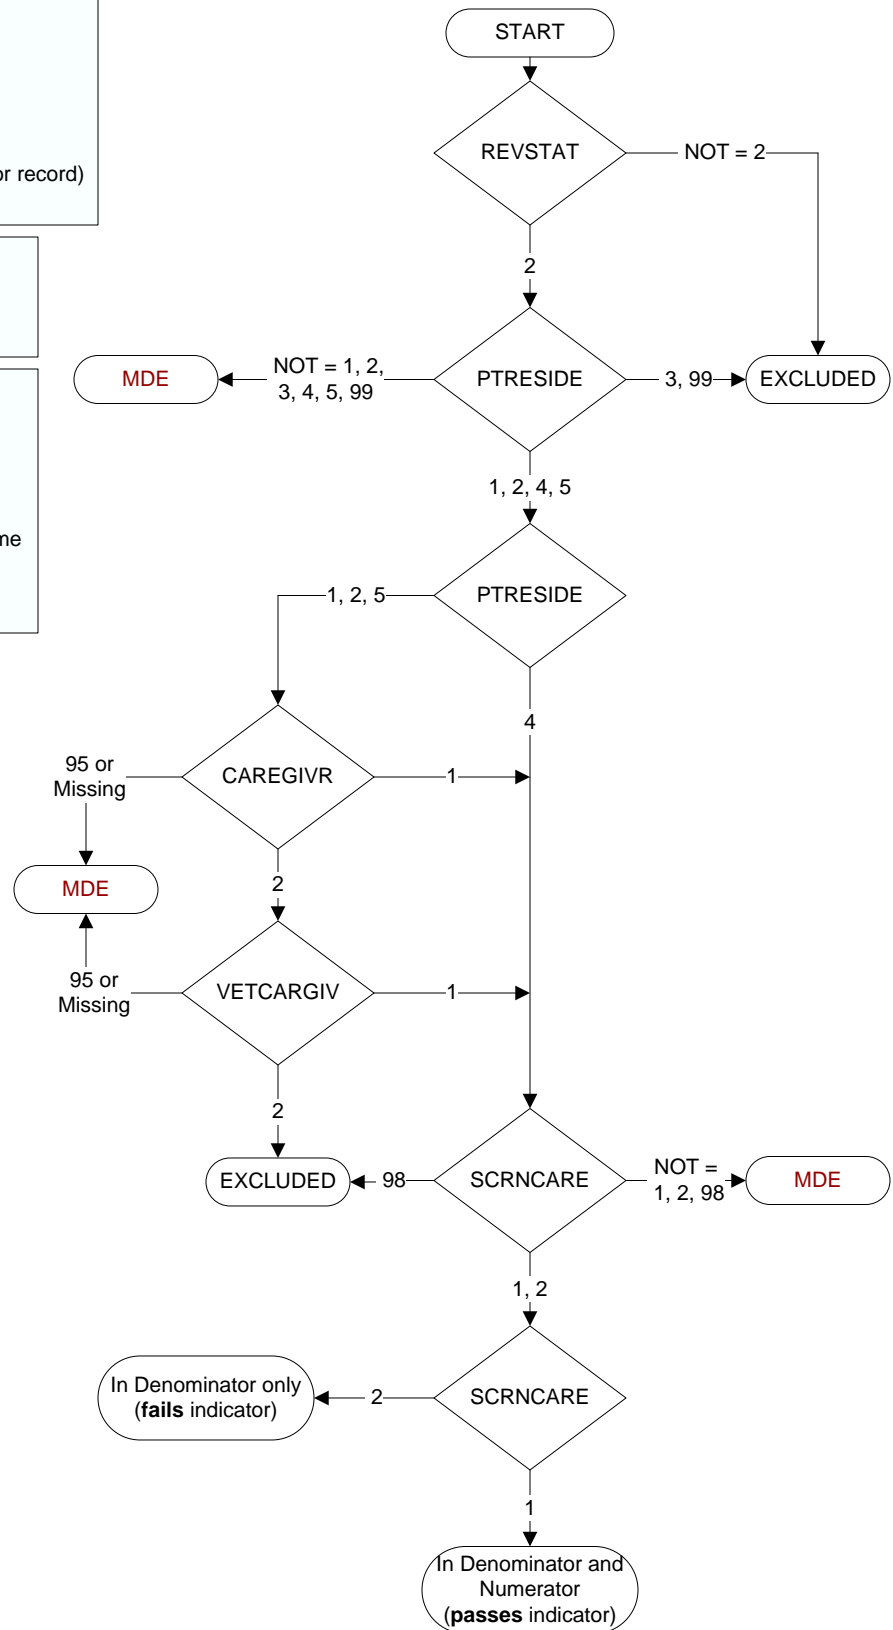 START
REVSTAT
NOT = 2
or record)
2
MDE
NOT = 1, 2,
3, 4, 5, 99
PTRESIDE
3, 99
EXCLUDED
1, 2, 4, 5
me
1, 2, 5
PTRESIDE
4
95 or
Missing
CAREGIVR
1
MDE
2
95 or
Missing
VETCARGIV
1
2
EXCLUDED
98
SCRNCARE
NOT =
1, 2, 98
MDE
1, 2
In Denominator only
(fails indicator)
2
SCRNCARE
1
In Denominator and
Numerator
(passes indicator)